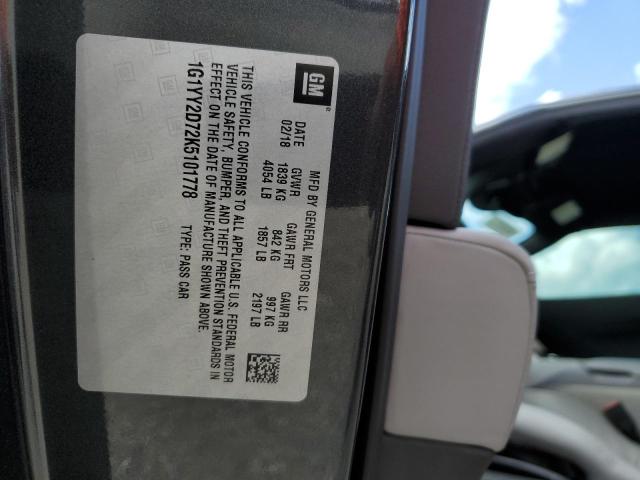 GM
MFD BY GENERAL MOTORS LLC
DATE GVWR GAWR FRT GAWR RR
02/18 1839 KG 842 KG 997 KG
4054 LB 1857 LB 2197 LB
THIS VEHICLE CONFORMS TO ALL APPLICABLE U.S. FEDERAL MOTOR
VEHICLE SAFETY, BUMPER, AND THEFT PREVENTION STANDARDS IN
EFFECT ON THE DATE OF MANUFACTURE SHOWN ABOVE.
1G1YY2D72K5101778 TYPE: PASS CAR